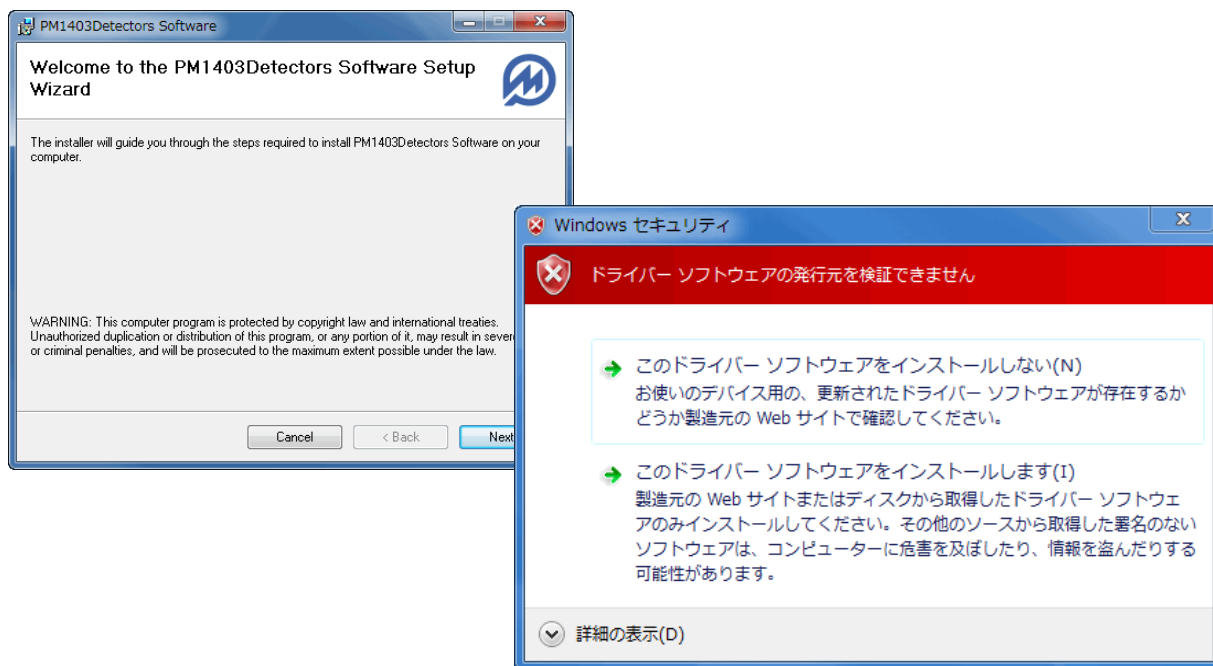 PM1403Detectors Software
Welcome to the PM1403Detectors Software Setup
Wizard
The installer will guide you through the steps required to install PM1403Detectors Software on your
computer.
WARNING: This computer program is protected by copyright law and international treaties.
Unauthorized duplication or distribution of this program, or any portion of it, may result in severe
or criminal penalties, and will be prosecuted to the maximum extent possible under the law.
Cancel
< Back
Next
Windows セキュリティ
ドライバー ソフトウェアの発行元を検証できません
このドライバー ソフトウェアをインストールしない(N)
お使いのデバイス用の、更新されたドライバー ソフトウェアが存在するか
どうか製造元の Web サイトで確認してください。
このドライバー ソフトウェアをインストールします(I)
製造元の Web サイトまたはディスクから取得したドライバー ソフトウェ
アのみインストールしてください。その他のソースから取得した署名のない
ソフトウェアは、コンピューターに危害を及ぼしたり、情報を盗んだりする
可能性があります。
詳細の表示(D)